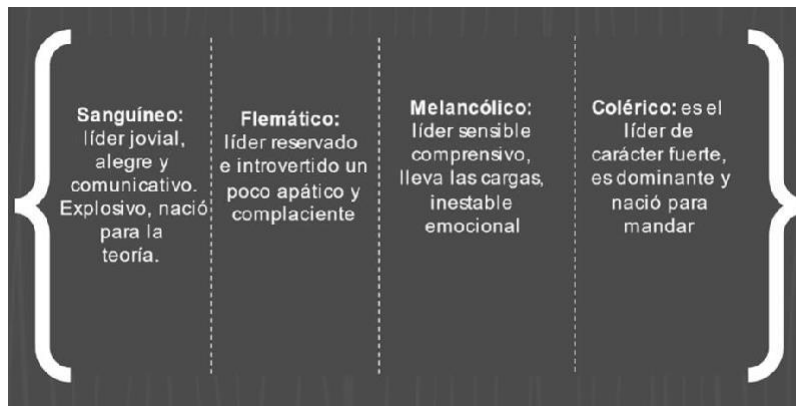 Sanguíneo:
líder jovial,
alegre y
comunicativo.
Explosivo, nació
para la
teoría.
Flemático:
líder reservado
e introvertido un
poco apático y
complaciente
Melancólico:
líder sensible
comprensivo,
lleva las cargas,
inestable
emocional
Colérico: es el
líder de
carácter fuerte,
es dominante y
nació para
mandar